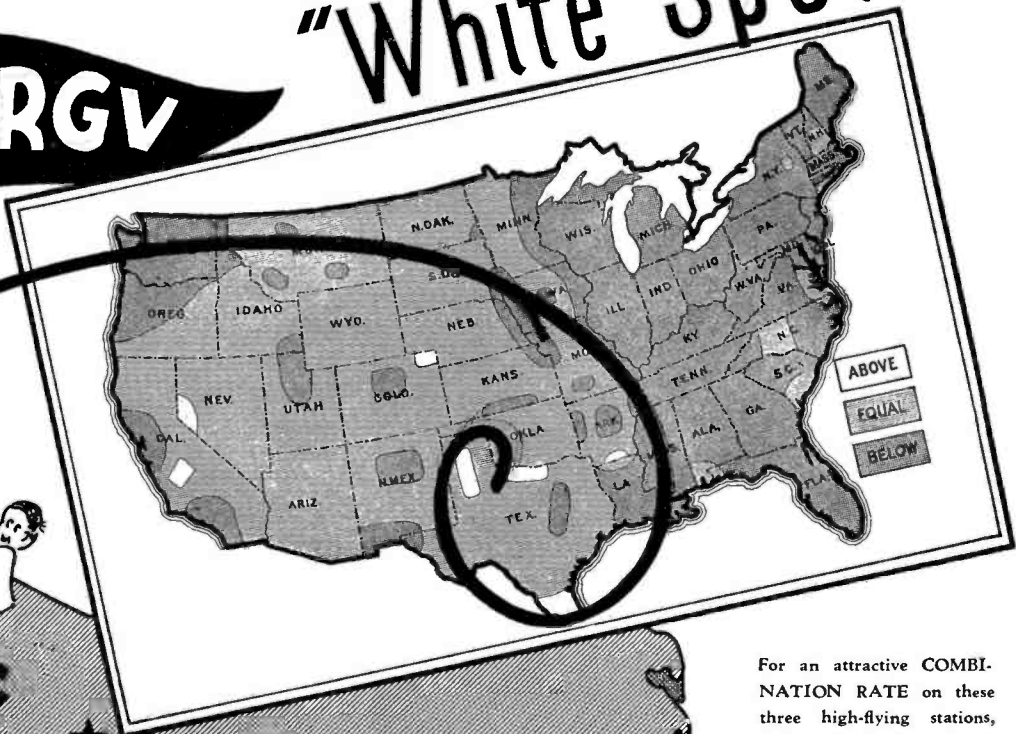 "White Spo
RGV
ME.
VT. N.H.
MASS.
N.Y.
N.DAK.
MINN.
WIS.
MICH.
PA.
S.D
OREG.
IDAHO
WYO.
NEB.
ILL
IND
OHIO
W.VA.
VA.
NEV.
UTAH
COLO.
KANS
MO
KY
CAL.
TENN.
N.C.
S.C.
ARIZ.
N.MEX.
OKLA
ARK.
ALA.
GA.
TEX.
LA
FLA.
ABOVE
EQUAL
BELOW
For an attractive COMBI-
NATION RATE on these
three high-flying stations,